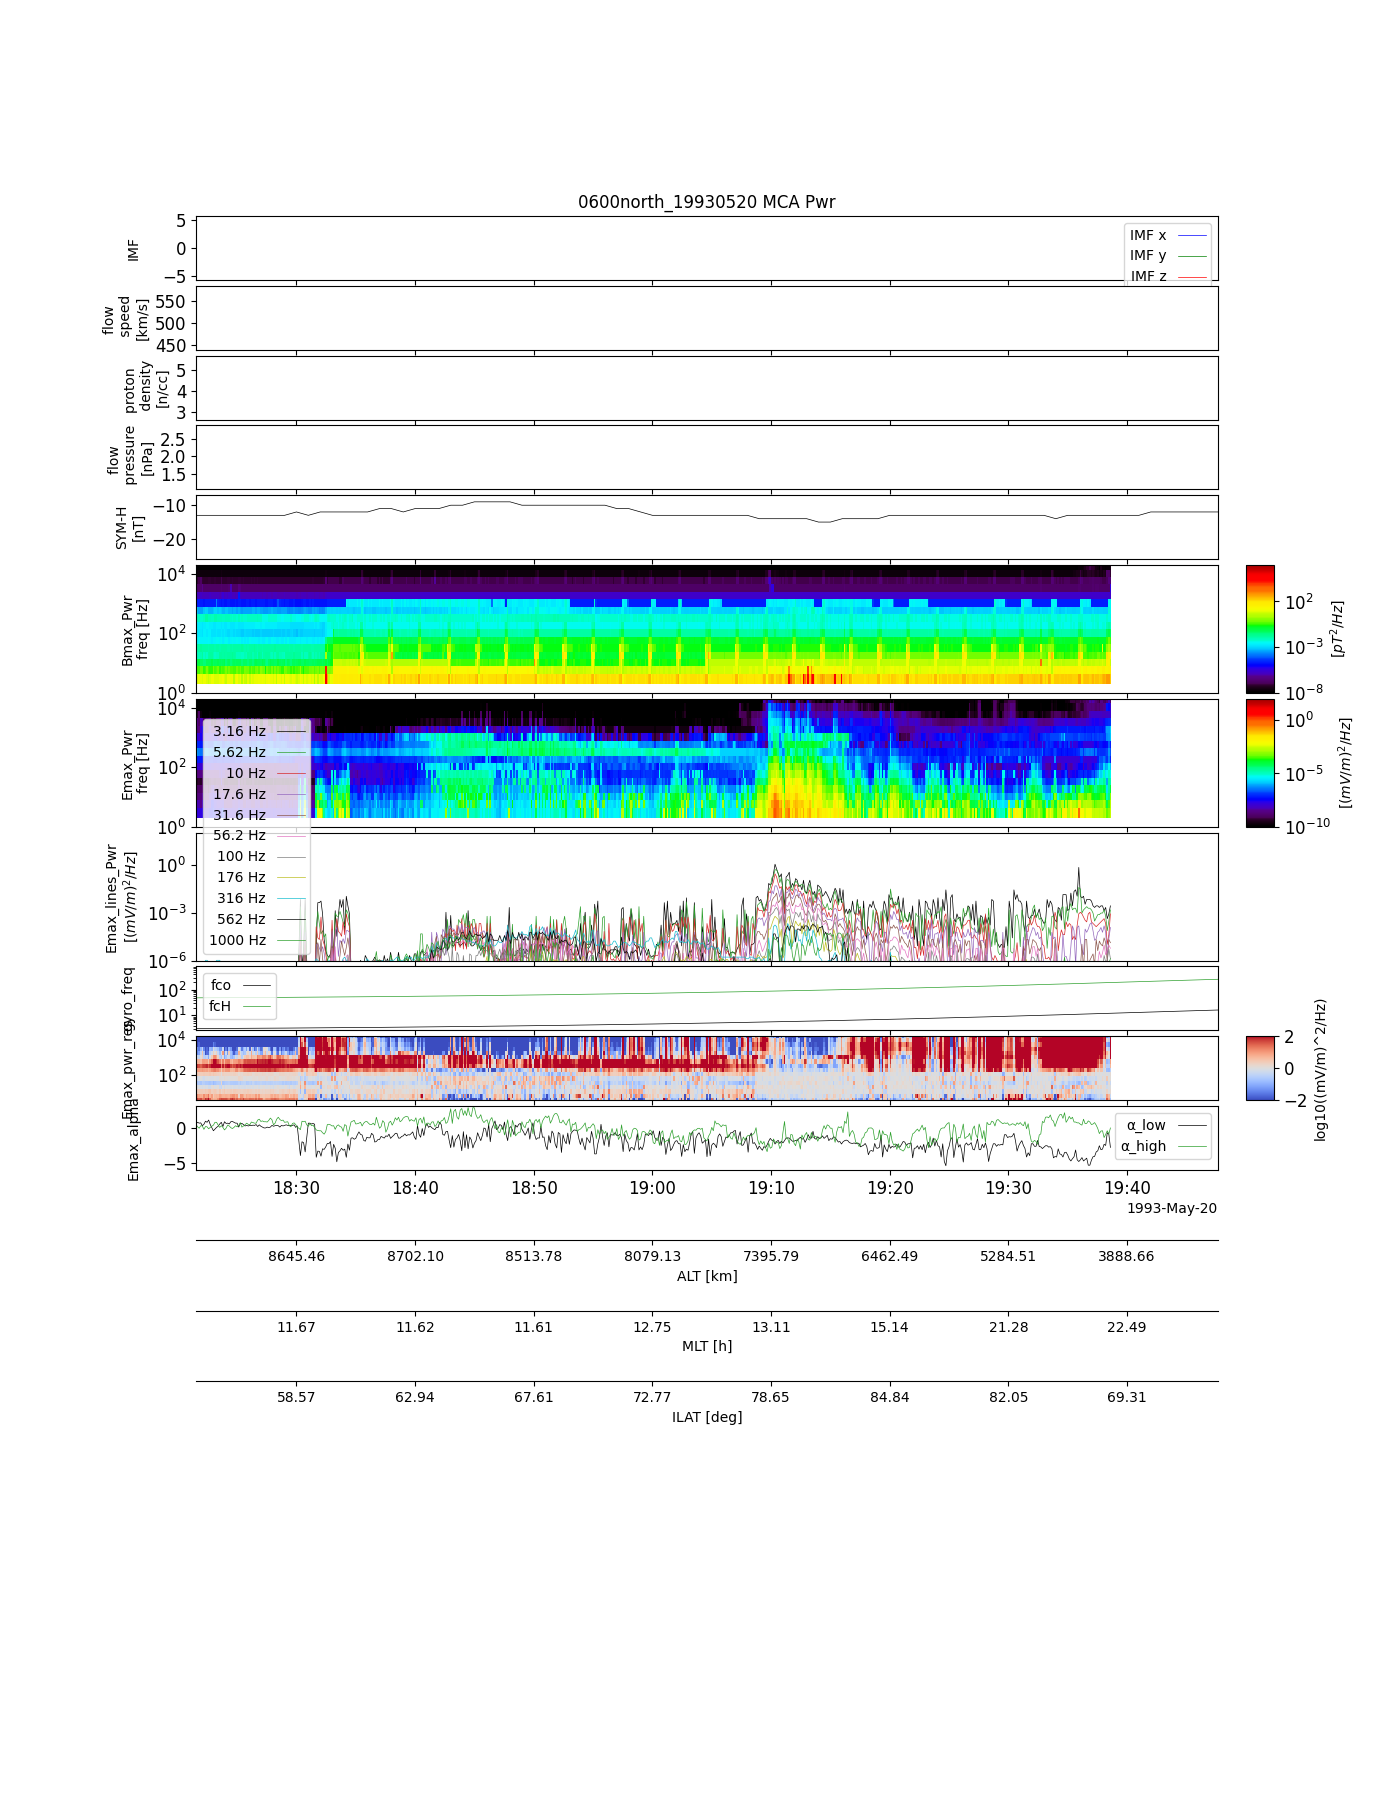 0600north_19930520 MCA Pwr
IMF
5
0
−5
IMF x
IMF y
IMF z
flow
speed
[km/s]
550
500
450
proton
density
[n/cc]
5
4
3
flow
pressure
[nPa]
2.5
2.0
1.5
SYM-H
[nT]
−10
−20
Bmax_Pwr
freq [Hz]
10^4
10^2
10^0
10^2
10^−3
10^−8
[pT^2/Hz]
Emax_Pwr
freq [Hz]
10^4
10^2
10^0
10^0
10^−5
10^−10
[(mV/m)^2/Hz]
3.16 Hz
5.62 Hz
10 Hz
17.6 Hz
31.6 Hz
56.2 Hz
100 Hz
176 Hz
316 Hz
562 Hz
1000 Hz
Emax_lines_Pwr
[(mV/m)^2/Hz]
10^0
10^−3
10^−6
10^2
10^1
fco
fcH
Emax_pwr_reg
10^4
10^2
2
0
−2
log10((mV/m)^2/Hz)
Emax_alpha
0
−5
α_low
α_high
18:30 18:40 18:50 19:00 19:10 19:20 19:30 19:40
1993-May-20
8645.46 8702.10 8513.78 8079.13 7395.79 6462.49 5284.51 3888.66
ALT [km]
11.67 11.62 11.61 12.75 13.11 15.14 21.28 22.49
MLT [h]
58.57 62.94 67.61 72.77 78.65 84.84 82.05 69.31
ILAT [deg]